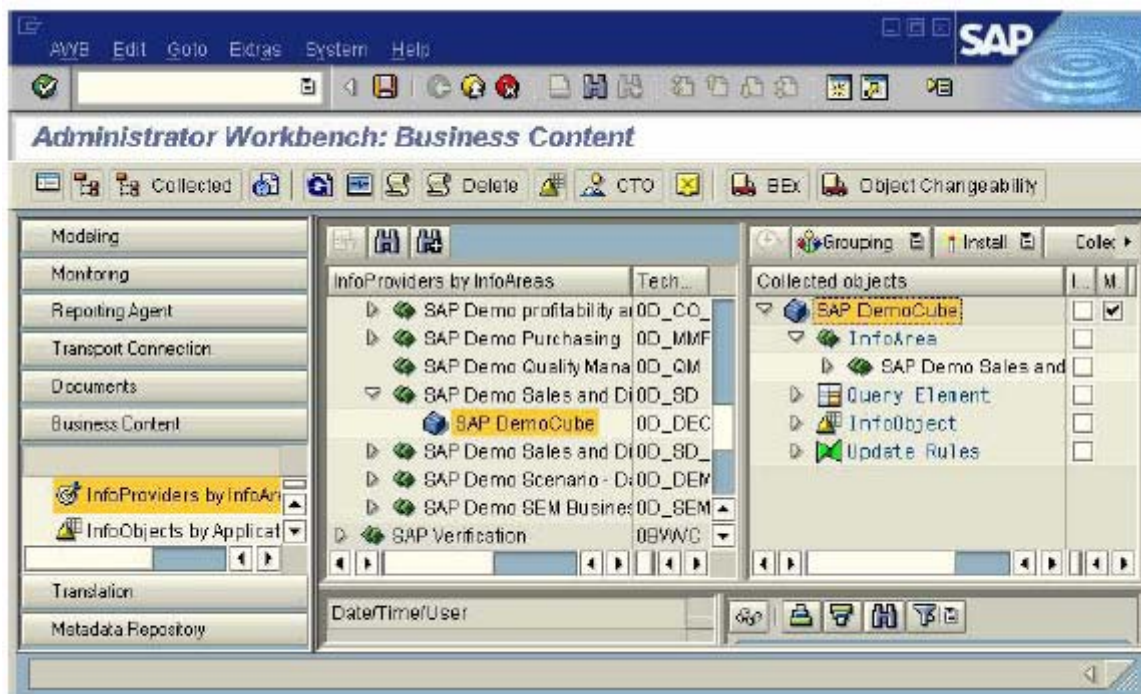 AWB Edit Goto Extras System Help
SAP
Administrator Workbench: Business Content
Collected Delete CTO BEx Object Changeability
Modeling
Monitoring
Reporting Agent
Transport Connection
Documents
Business Content
InfoProviders by InfoAre
InfoObjects by Applicat
Translation
Metadata Repository
InfoProviders by InfoAreas Tech...
SAP Demo profitability a 0D_CO_
SAP Demo Purchasing 0D_MMF
SAP Demo Quality Mana 0D_QM
SAP Demo Sales and Di 0D_SD
SAP DemoCube 0D_DEC
SAP Demo Sales and Di 0D_SD_
SAP Demo Scenario - Da 0D_DEM
SAP Demo SEM Busines 0D_SEM
SAP Verification 0BWVC
Date/Time/User
Grouping Install Collec
Collected objects I... M.
SAP DemoCube
InfoArea
SAP Demo Sales and
Query Element
InfoObject
Update Rules